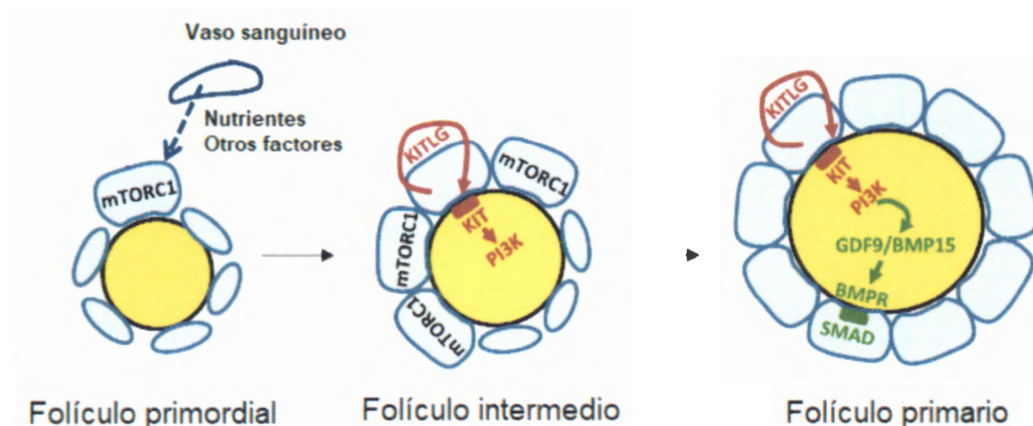 Vaso sanguíneo
Nutrientes
Otros factores
mTORC1
Folículo primordial
KITLG
mTORC1
mTORC1
mTORC1
KIT
PI3K
Folículo intermedio
KITLG
KIT
PI3K
GDF9/BMP15
BMPR
SMAD
Folículo primario